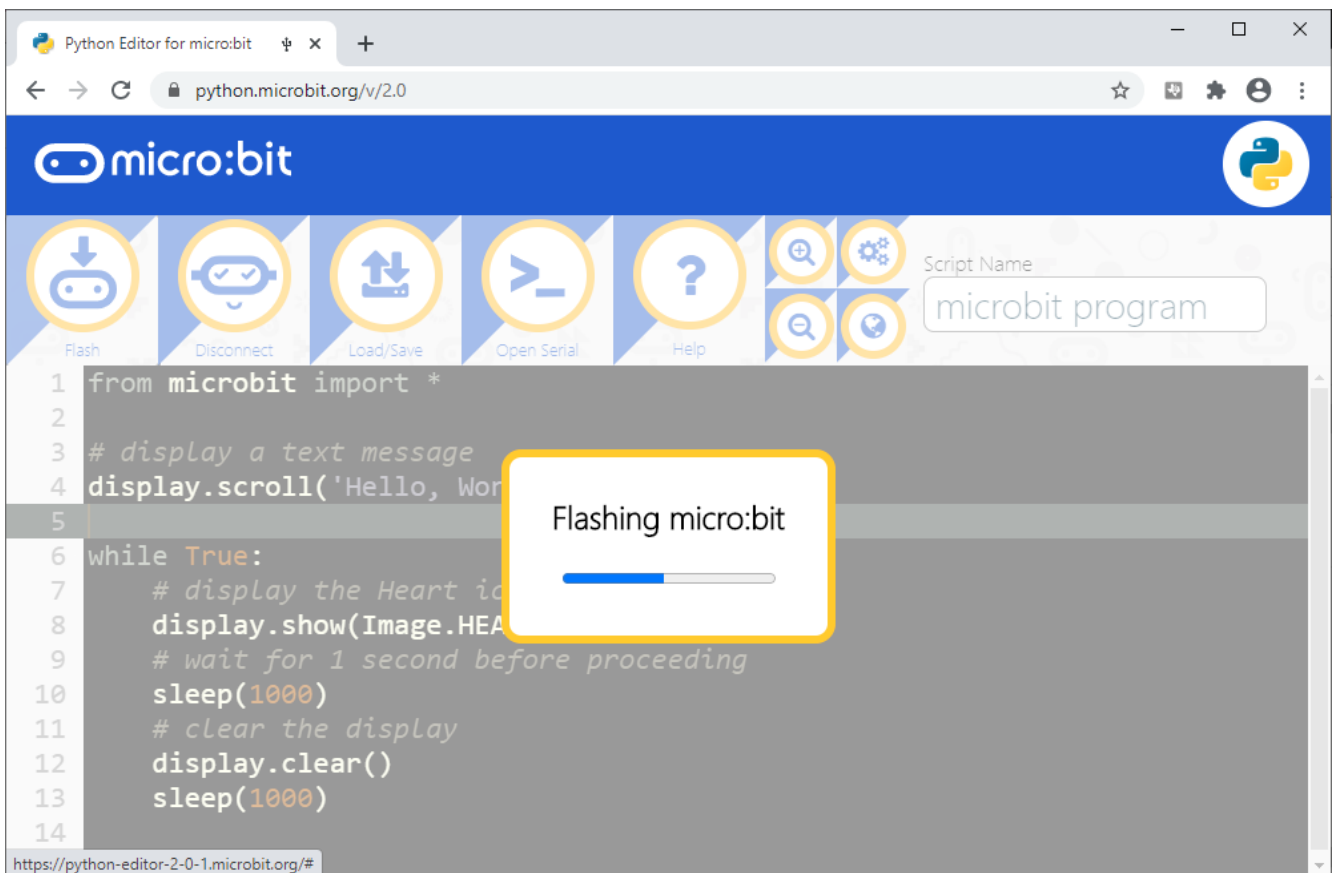 Python Editor for micro:bit
python.microbit.org/v/2.0
micro:bit
Flash
Disconnect
Load/Save
Open Serial
Help
Script Name
microbit program
1 from microbit import *
2
3 # display a text message
4 display.scroll('Hello, Wor
5
6 while True:
7 # display the Heart ic
8 display.show(Image.HEA
9 # wait for 1 second before proceeding
10 sleep(1000)
11 # clear the display
12 display.clear()
13 sleep(1000)
14
Flashing micro:bit
https://python-editor-2-0-1.microbit.org/#